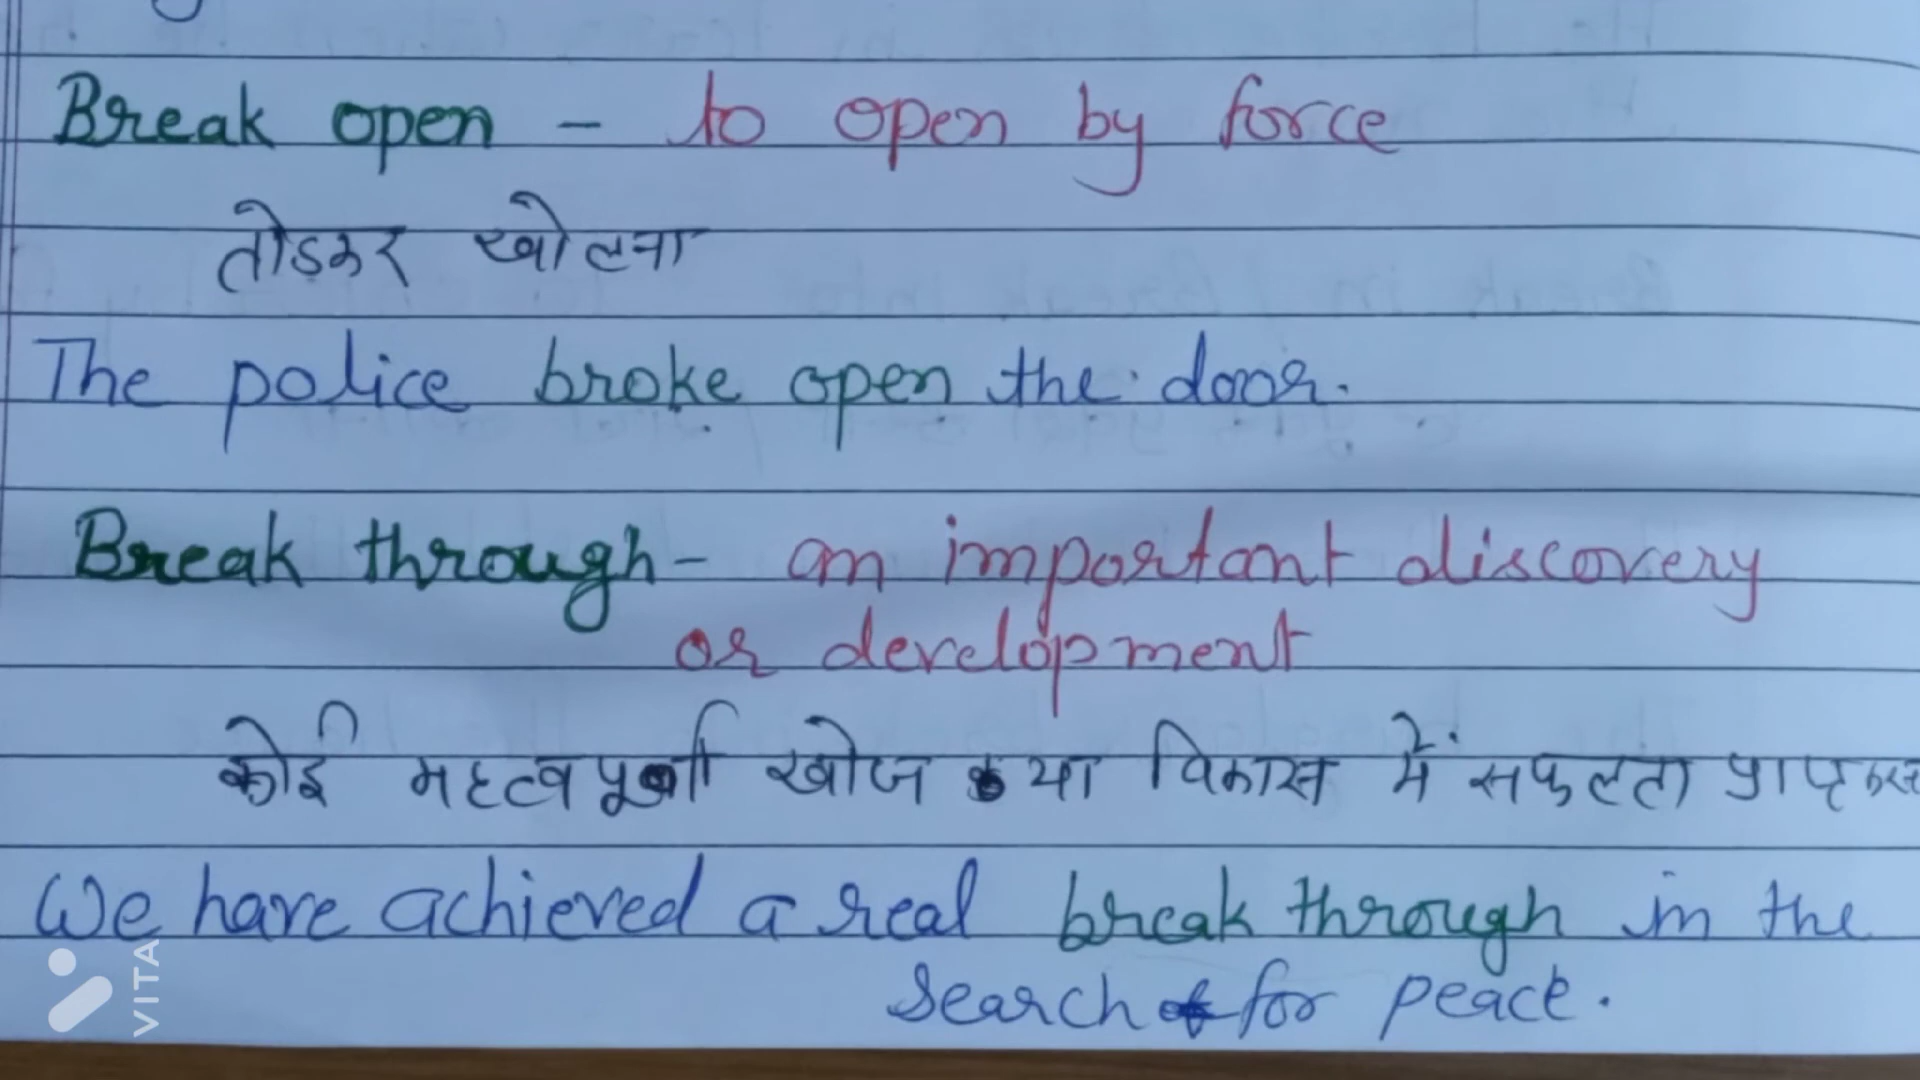 Break open - to open by force
तोडकर खोलना
The police broke open the door.
Break through - an important discovery
or development
कोई महत्वपूर्ण खोज या विकास में सफलता प्राप्त
We have achieved a real break through in the
search for peace.
VITA